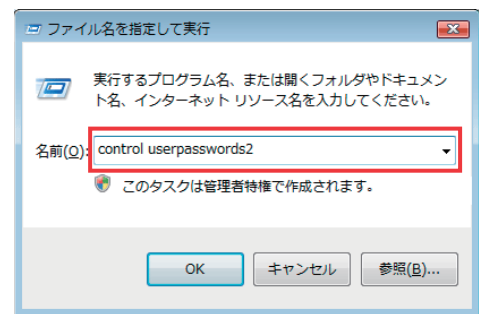 ファイル名を指定して実行
実行するプログラム名、または開くフォルダやドキュメン
ト名、インターネット リソース名を入力してください。
名前(O): control userpasswords2
このタスクは管理者特権で作成されます。
OK キャンセル 参照(B)...